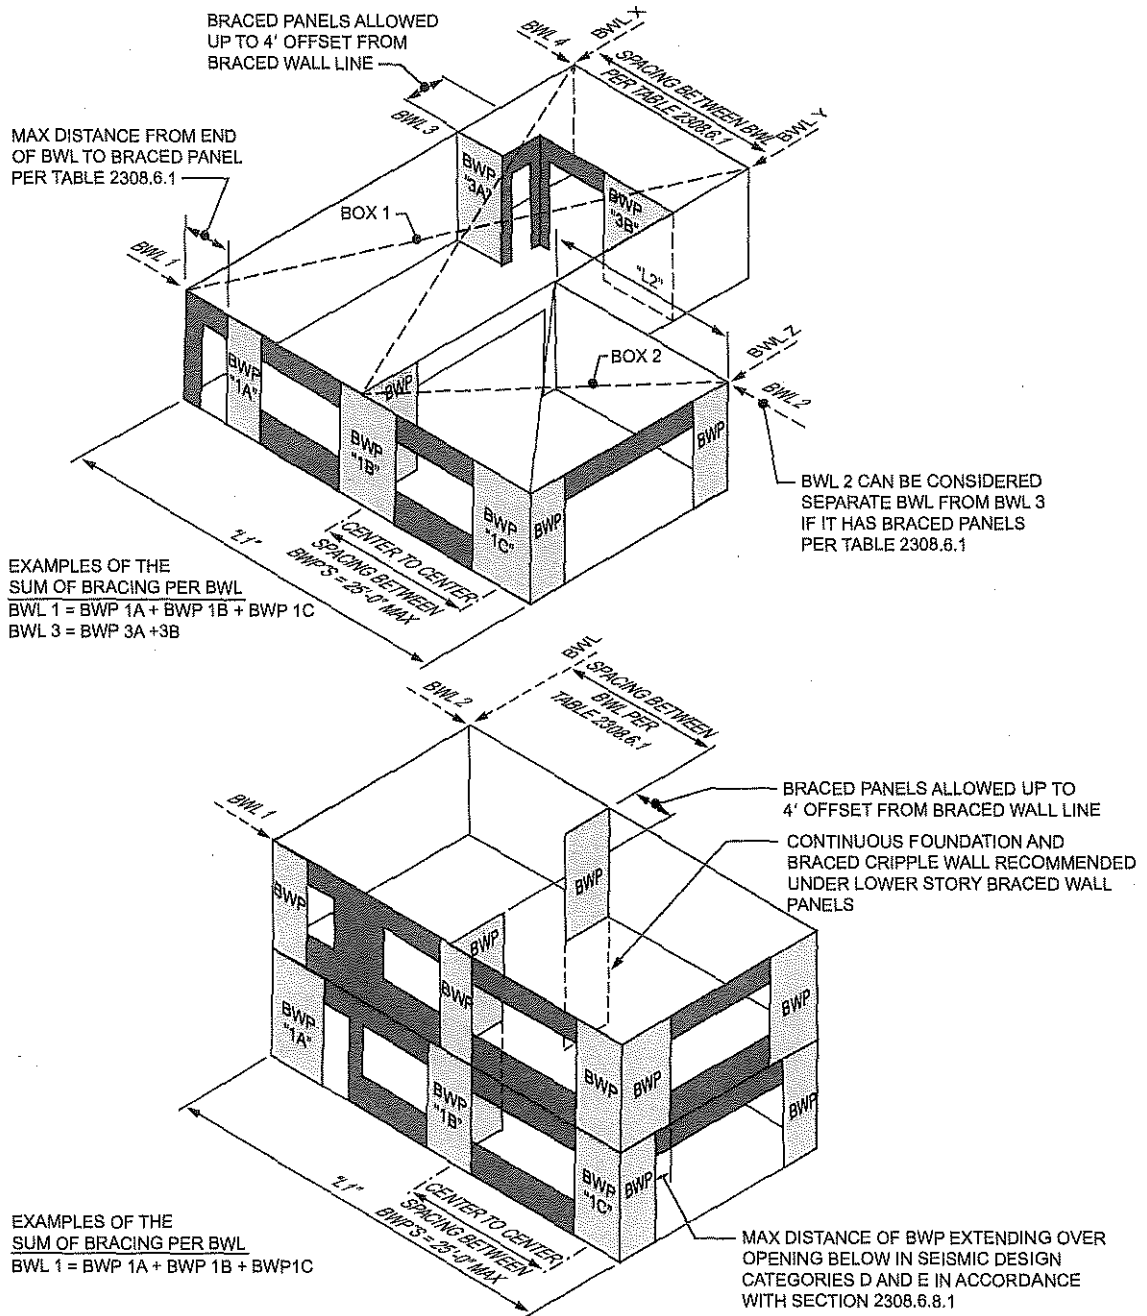 BRACED PANELS ALLOWED
UP TO 4' OFFSET FROM
BRACED WALL LINE
BWL 4
BWL X
SPACING BETWEEN BWL
PER TABLE 2308.6.1
BWL Y
BWL 3
MAX DISTANCE FROM END
OF BWL TO BRACED PANEL
PER TABLE 2308.6.1
BWP
"3A"
BOX 1
BWP
"3B"
BWL 1
"L2"
BWL Z
BOX 2
BWL 2
BWP
"1A"
BWP
BWP
BWP
"1B"
BWL 2 CAN BE CONSIDERED
SEPARATE BWL FROM BWL 3
IF IT HAS BRACED PANELS
PER TABLE 2308.6.1
BWP
"1C"
BWP
"L1"
CENTER TO CENTER
SPACING BETWEEN
BWP'S = 25'-0" MAX
EXAMPLES OF THE
SUM OF BRACING PER BWL
BWL 1 = BWP 1A + BWP 1B + BWP 1C
BWL 3 = BWP 3A +3B
BWL
BWL2
SPACING BETWEEN
BWL PER
TABLE 2308.6.1
BRACED PANELS ALLOWED UP TO
4' OFFSET FROM BRACED WALL LINE
BWL 1
CONTINUOUS FOUNDATION AND
BRACED CRIPPLE WALL RECOMMENDED
UNDER LOWER STORY BRACED WALL
PANELS
BWP
BWP
BWP
BWP
BWP
BWP
"1A"
BWP
BWP
BWP
BWP
"1B"
BWP
"1C"
BWP
"L1"
CENTER TO CENTER
SPACING BETWEEN
BWP'S = 25'-0" MAX
EXAMPLES OF THE
SUM OF BRACING PER BWL
BWL 1 = BWP 1A + BWP 1B + BWP1C
MAX DISTANCE OF BWP EXTENDING OVER
OPENING BELOW IN SEISMIC DESIGN
CATEGORIES D AND E IN ACCORDANCE
WITH SECTION 2308.6.8.1